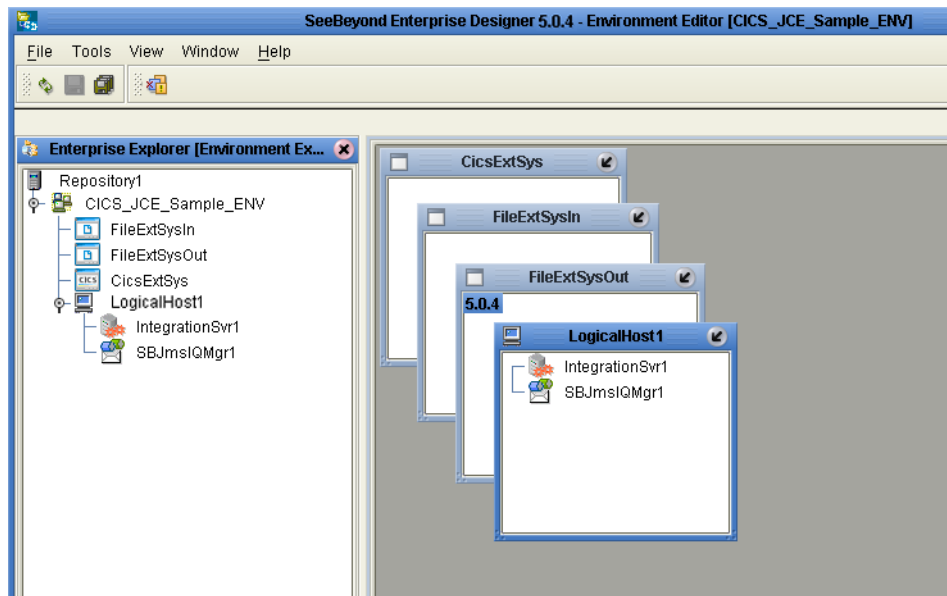 SeeBeyond Enterprise Designer 5.0.4 - Environment Editor [CICS_JCE_Sample_ENV]
File Tools View Window Help
Enterprise Explorer [Environment Ex...
Repository1
CICS_JCE_Sample_ENV
FileExtSysIn
FileExtSysOut
CICS
CicsExtSys
LogicalHost1
IntegrationSvr1
SBJmsIQMgr1
CicsExtSys
FileExtSysIn
FileExtSysOut
5.0.4
LogicalHost1
IntegrationSvr1
SBJmsIQMgr1